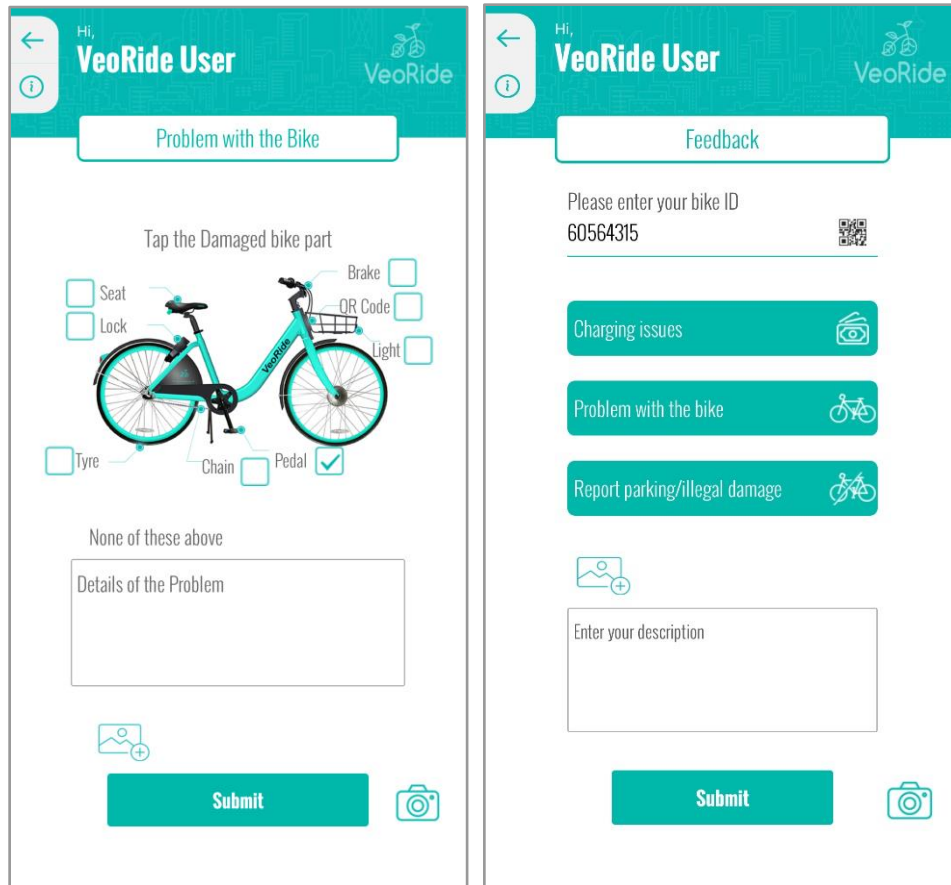 Hi,
VeoRide User
VeoRide
Problem with the Bike
Tap the Damaged bike part
Brake
Seat
QR Code
Lock
Light
VeoRide
Tyre
Chain
Pedal
None of these above
Details of the Problem
Submit
Hi,
VeoRide User
VeoRide
Feedback
Please enter your bike ID
60564315
Charging issues
Problem with the bike
Report parking/illegal damage
Enter your description
Submit